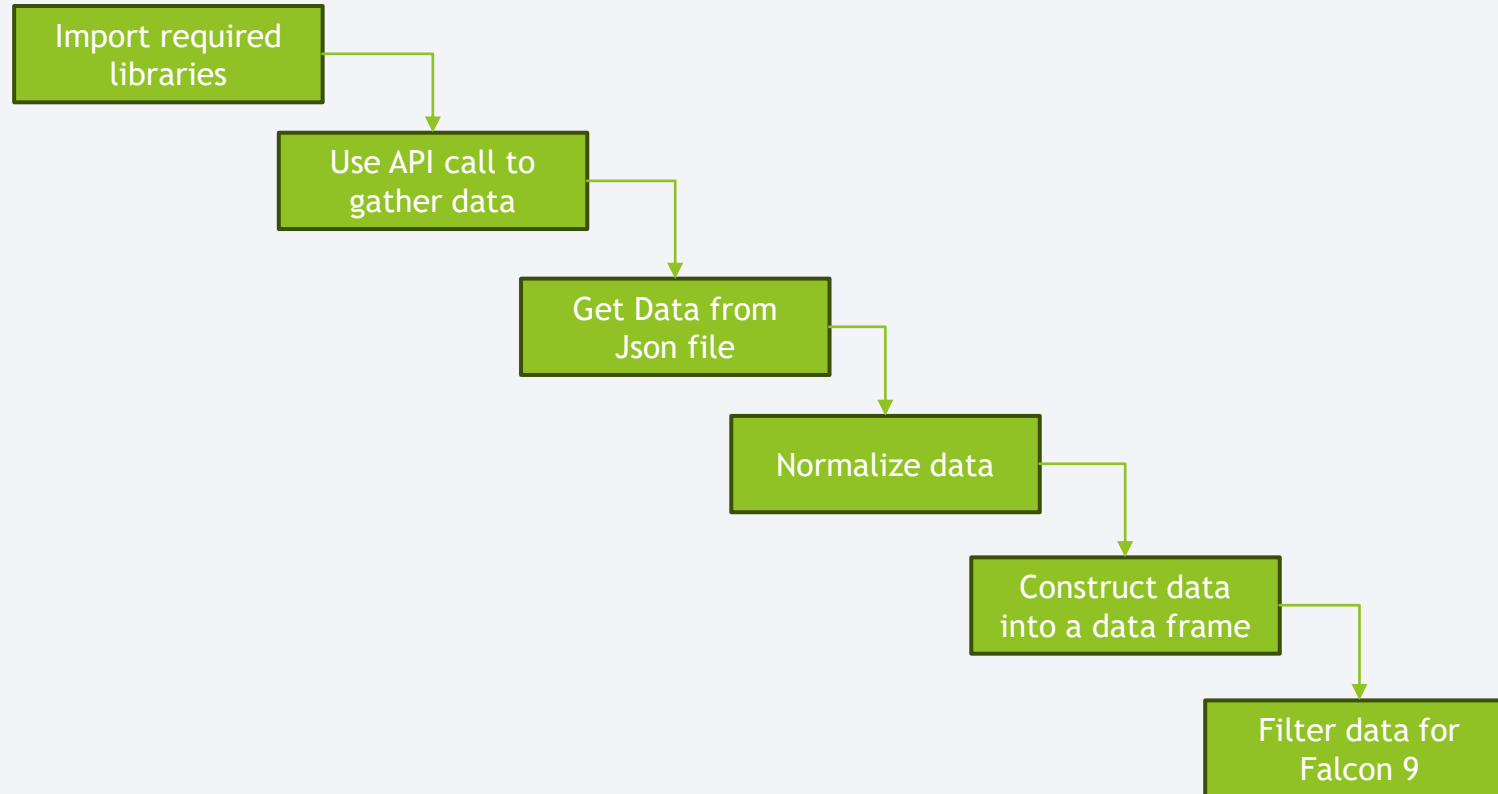 Import required
libraries
Use API call to
gather data
Get Data from
Json file
Normalize data
Construct data
into a data frame
Filter data for
Falcon 9